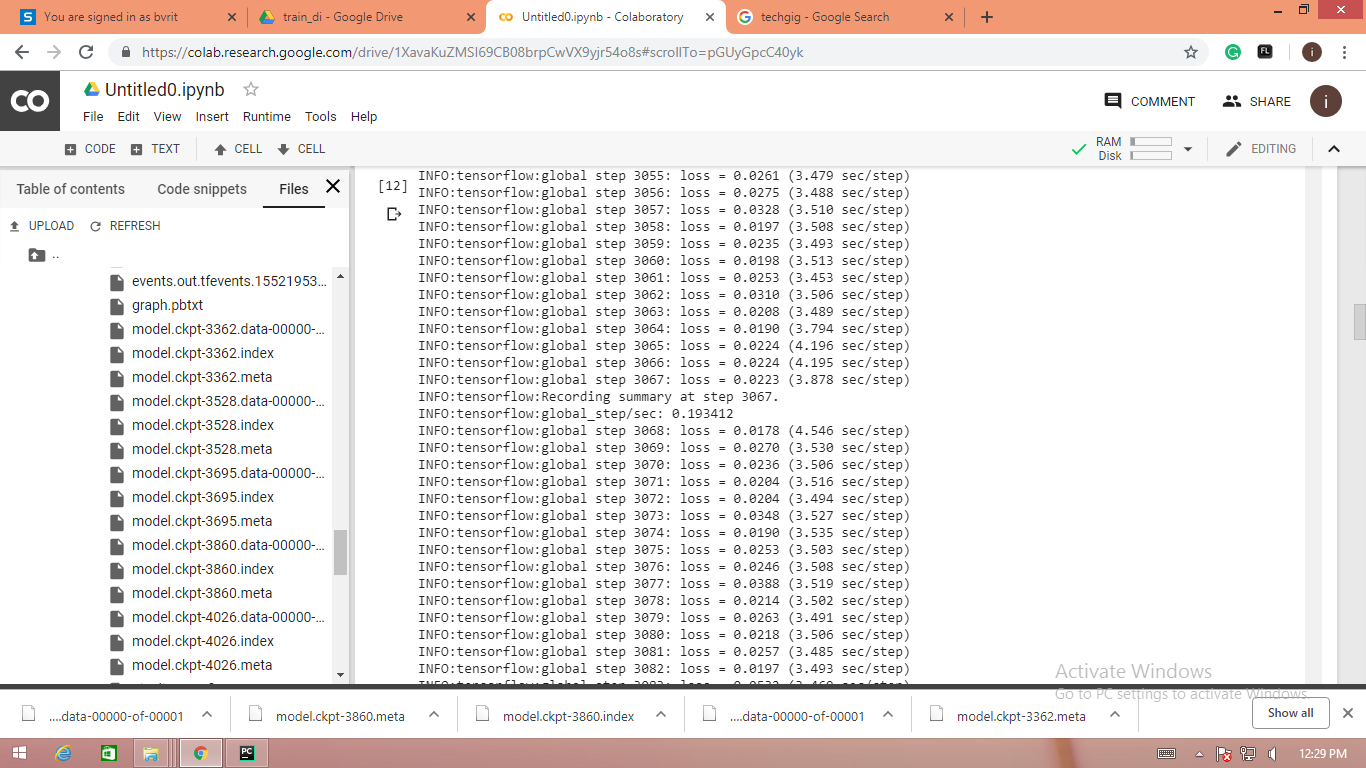 You are signed in as bvrit
train_di - Google Drive
Untitled0.ipynb - Colaboratory
techgig - Google Search
https://colab.research.google.com/drive/1XavaKuZMSI69CB08brpCwVX9yjr54o8s#scrollTo=pGUyGpcC40yk
Untitled0.ipynb
File Edit View Insert Runtime Tools Help
COMMENT SHARE i
CODE TEXT CELL CELL
RAM
Disk
EDITING
Table of contents Code snippets Files
UPLOAD REFRESH
..
events.out.tfevents.15521953...
graph.pbtxt
model.ckpt-3362.data-00000-...
model.ckpt-3362.index
model.ckpt-3362.meta
model.ckpt-3528.data-00000-...
model.ckpt-3528.index
model.ckpt-3528.meta
model.ckpt-3695.data-00000-...
model.ckpt-3695.index
model.ckpt-3695.meta
model.ckpt-3860.data-00000-...
model.ckpt-3860.index
model.ckpt-3860.meta
model.ckpt-4026.data-00000-...
model.ckpt-4026.index
model.ckpt-4026.meta
[12]
INFO:tensorflow:global step 3055: loss = 0.0261 (3.479 sec/step)
INFO:tensorflow:global step 3056: loss = 0.0275 (3.488 sec/step)
INFO:tensorflow:global step 3057: loss = 0.0328 (3.510 sec/step)
INFO:tensorflow:global step 3058: loss = 0.0197 (3.508 sec/step)
INFO:tensorflow:global step 3059: loss = 0.0235 (3.493 sec/step)
INFO:tensorflow:global step 3060: loss = 0.0198 (3.513 sec/step)
INFO:tensorflow:global step 3061: loss = 0.0253 (3.453 sec/step)
INFO:tensorflow:global step 3062: loss = 0.0310 (3.506 sec/step)
INFO:tensorflow:global step 3063: loss = 0.0208 (3.489 sec/step)
INFO:tensorflow:global step 3064: loss = 0.0190 (3.794 sec/step)
INFO:tensorflow:global step 3065: loss = 0.0224 (4.196 sec/step)
INFO:tensorflow:global step 3066: loss = 0.0224 (4.195 sec/step)
INFO:tensorflow:global step 3067: loss = 0.0223 (3.878 sec/step)
INFO:tensorflow:Recording summary at step 3067.
INFO:tensorflow:global_step/sec: 0.193412
INFO:tensorflow:global step 3068: loss = 0.0178 (4.546 sec/step)
INFO:tensorflow:global step 3069: loss = 0.0270 (3.530 sec/step)
INFO:tensorflow:global step 3070: loss = 0.0236 (3.506 sec/step)
INFO:tensorflow:global step 3071: loss = 0.0204 (3.516 sec/step)
INFO:tensorflow:global step 3072: loss = 0.0204 (3.494 sec/step)
INFO:tensorflow:global step 3073: loss = 0.0348 (3.527 sec/step)
INFO:tensorflow:global step 3074: loss = 0.0190 (3.535 sec/step)
INFO:tensorflow:global step 3075: loss = 0.0253 (3.503 sec/step)
INFO:tensorflow:global step 3076: loss = 0.0246 (3.508 sec/step)
INFO:tensorflow:global step 3077: loss = 0.0388 (3.519 sec/step)
INFO:tensorflow:global step 3078: loss = 0.0214 (3.502 sec/step)
INFO:tensorflow:global step 3079: loss = 0.0263 (3.491 sec/step)
INFO:tensorflow:global step 3080: loss = 0.0218 (3.506 sec/step)
INFO:tensorflow:global step 3081: loss = 0.0257 (3.485 sec/step)
INFO:tensorflow:global step 3082: loss = 0.0197 (3.493 sec/step)
Activate Windows
Go to PC settings to activate Windows.
....data-00000-of-00001
model.ckpt-3860.meta
model.ckpt-3860.index
....data-00000-of-00001
model.ckpt-3362.meta
Show all
12:29 PM